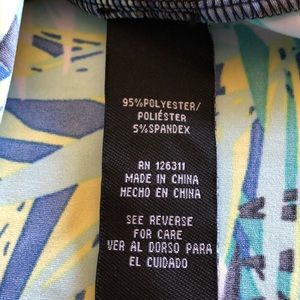 95%POLYESTER/
POLIÉSTER
5%SPANDEX
RN 126311
MADE IN CHINA
HECHO EN CHINA
SEE REVERSE
FOR CARE
VER AL DORSO PARA
EL CUIDADO